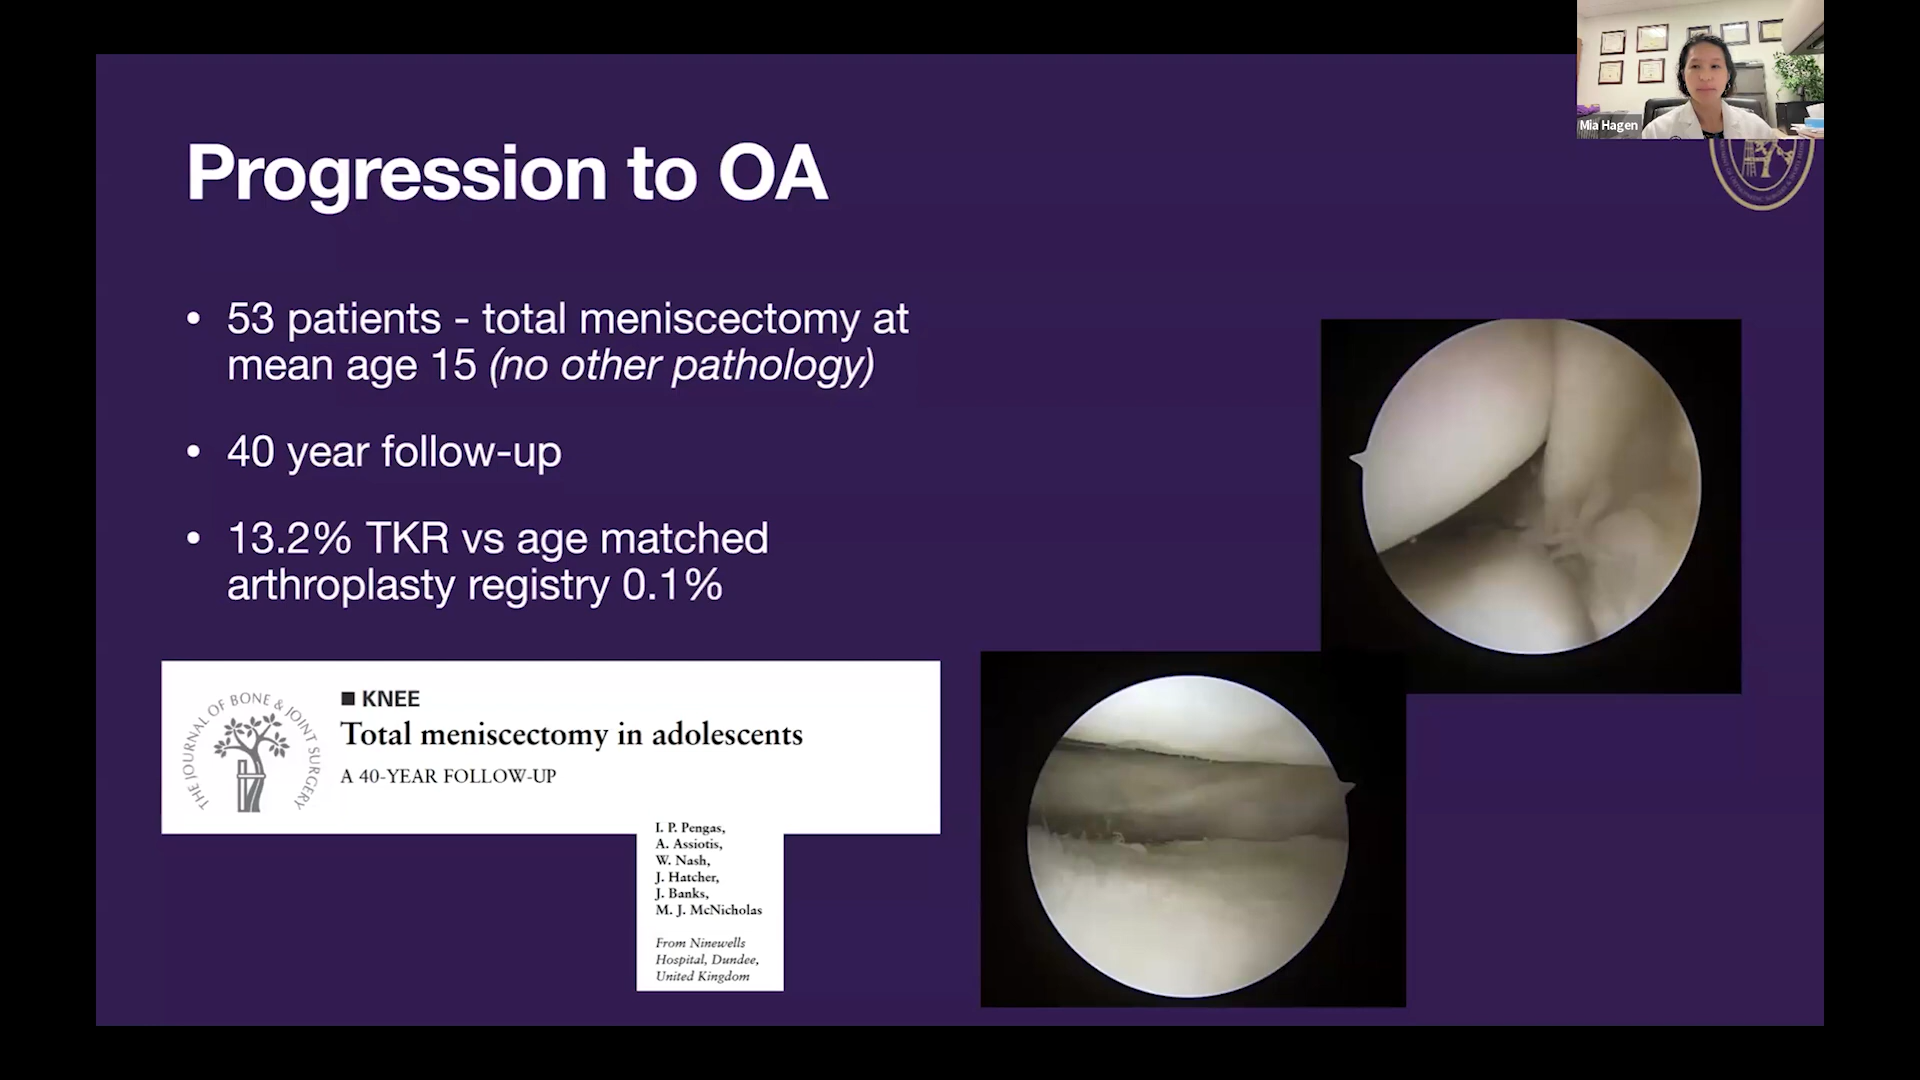 Mia Hagen
Progression to OA
• 53 patients - total meniscectomy at
mean age 15 (no other pathology)
• 40 year follow-up
• 13.2% TKR vs age matched
arthroplasty registry 0.1%
THE JOURNAL OF BONE & JOINT SURGERY
■ KNEE
Total meniscectomy in adolescents
A 40-YEAR FOLLOW-UP
I. P. Pengas,
A. Assiotis,
W. Nash,
J. Hatcher,
J. Banks,
M. J. McNicholas
From Ninewells
Hospital, Dundee,
United Kingdom